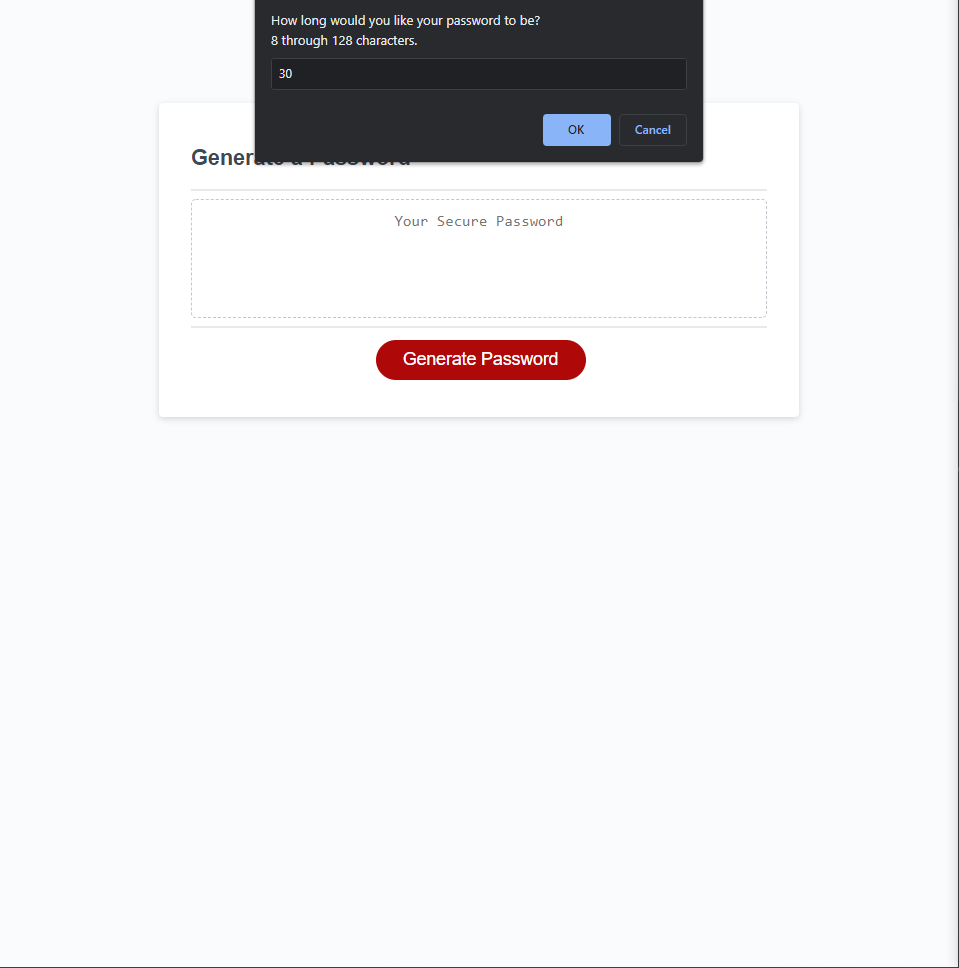 How long would you like your password to be?
8 through 128 characters.
30
OK
Cancel
Generate a Password
Your Secure Password
Generate Password